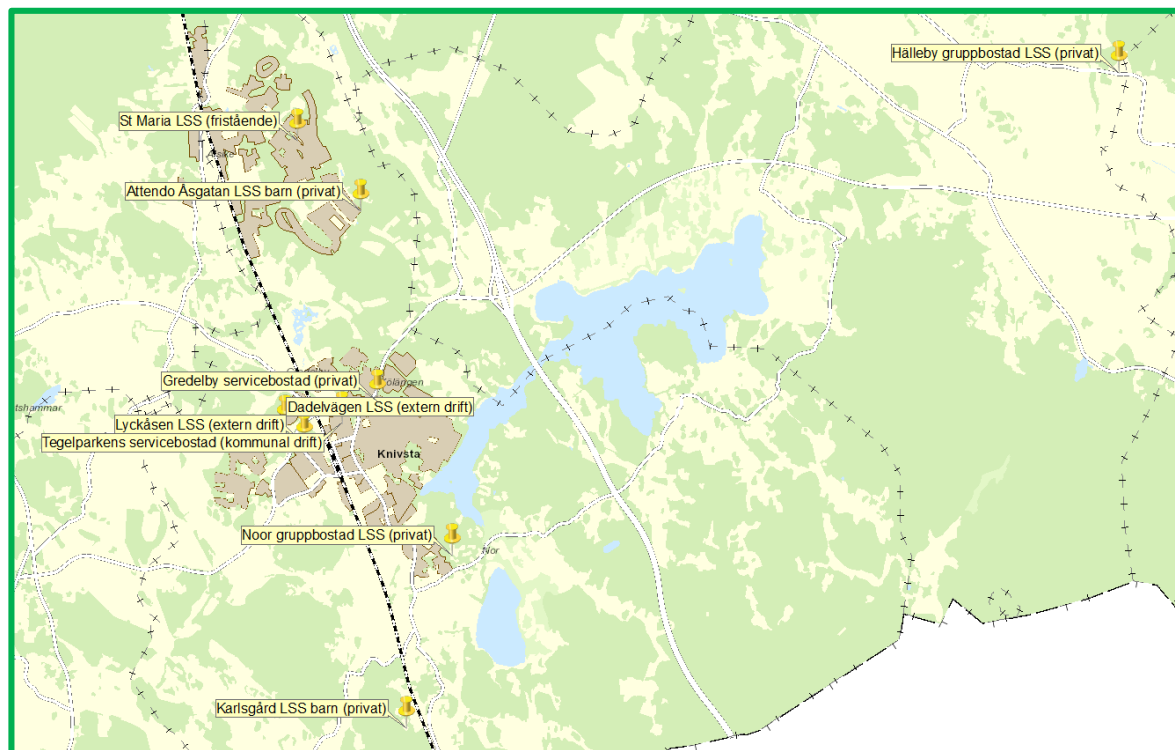 Hälleby gruppbostad LSS (privat)
St Maria LSS (fristående)
Attendo Åsgatan LSS barn (privat)
Gredelby servicebostad (privat)
Dadelvägen LSS (extern drift)
Lyckåsen LSS (extern drift)
Tegelparkens servicebostad (kommunal drift)
Knivsta
Noor gruppbostad LSS (privat)
Nor
Karlsgård LSS barn (privat)